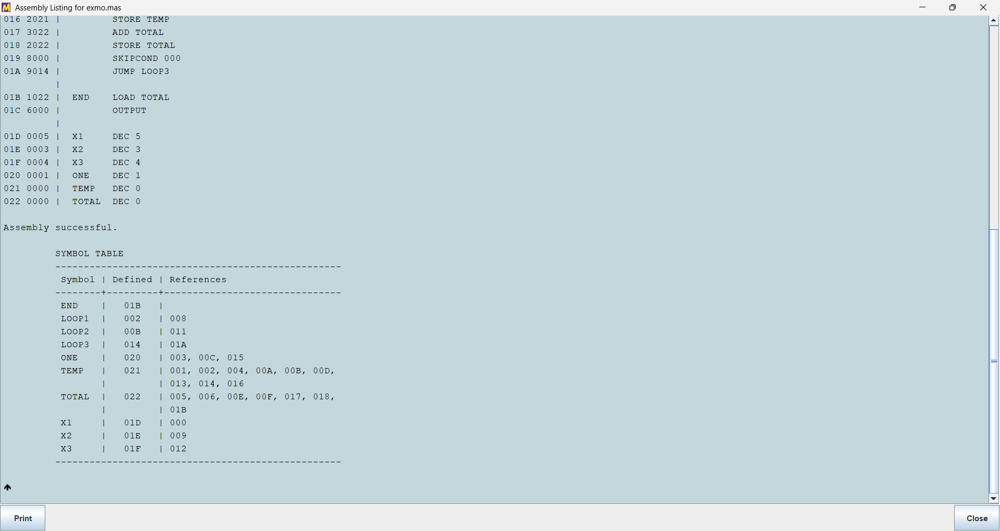 Assembly Listing for exmo.mas
016 2021 |         STORE TEMP
017 3022 |         ADD TOTAL
018 2022 |         STORE TOTAL
019 8000 |         SKIPCOND 000
01A 9014 |         JUMP LOOP3
         |
01B 1022 |  END    LOAD TOTAL
01C 6000 |         OUTPUT
         |
01D 0005 |  X1     DEC 5
01E 0003 |  X2     DEC 3
01F 0004 |  X3     DEC 4
020 0001 |  ONE    DEC 1
021 0000 |  TEMP   DEC 0
022 0000 |  TOTAL  DEC 0
Assembly successful.
         SYMBOL TABLE
         --------------------------------------------------
          Symbol | Defined | References
         --------+---------+-------------------------------
          END    |   01B   |
          LOOP1  |   002   | 008
          LOOP2  |   00B   | 011
          LOOP3  |   014   | 01A
          ONE    |   020   | 003, 00C, 015
          TEMP   |   021   | 001, 002, 004, 00A, 00B, 00D,
                 |         | 013, 014, 016
          TOTAL  |   022   | 005, 006, 00E, 00F, 017, 018,
                 |         | 01B
          X1     |   01D   | 000
          X2     |   01E   | 009
          X3     |   01F   | 012
         --------------------------------------------------
Print
Close